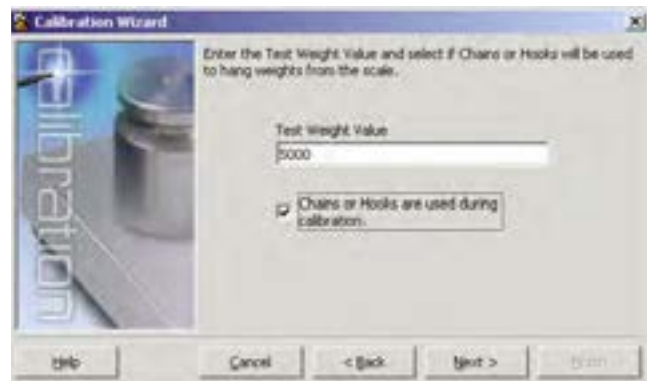 Calibration Wizard
Enter the Test Weight Value and select if Chains or Hooks will be used
to hang weights from the scale.
Test Weight Value
5000
Chains or Hooks are used during
calibration.
calibration
Help
Cancel
< Back
Next >
Finish